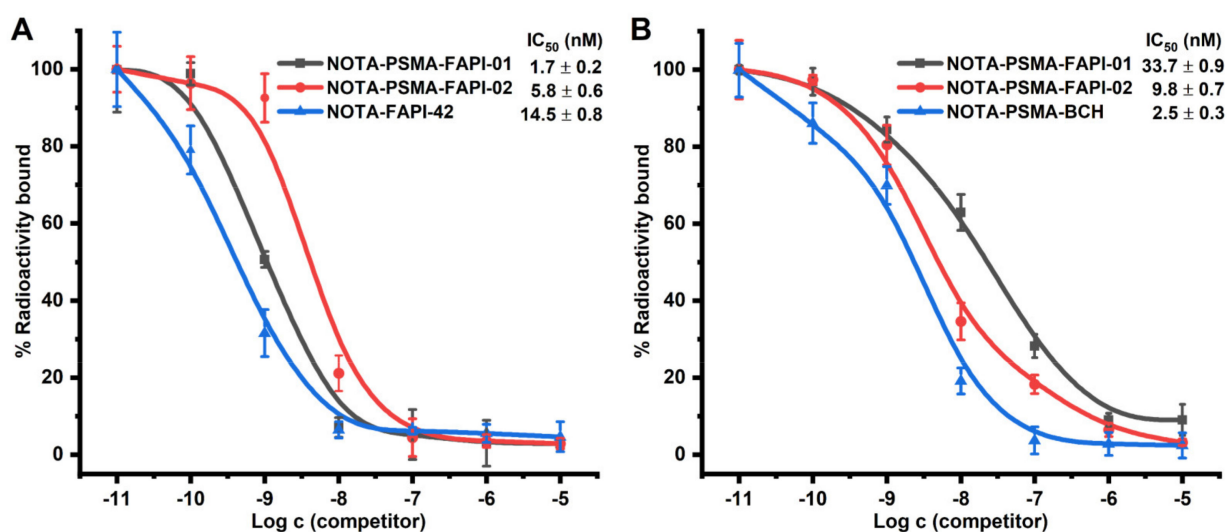 A
IC50 (nM)
NOTA-PSMA-FAPI-01 1.7 ± 0.2
NOTA-PSMA-FAPI-02 5.8 ± 0.6
NOTA-FAPI-42 14.5 ± 0.8
% Radioactivity bound
100
80
60
40
20
0
-11 -10 -9 -8 -7 -6 -5
Log c (competitor)
B
IC50 (nM)
NOTA-PSMA-FAPI-01 33.7 ± 0.9
NOTA-PSMA-FAPI-02 9.8 ± 0.7
NOTA-PSMA-BCH 2.5 ± 0.3
% Radioactivity bound
100
80
60
40
20
0
-11 -10 -9 -8 -7 -6 -5
Log c (competitor)